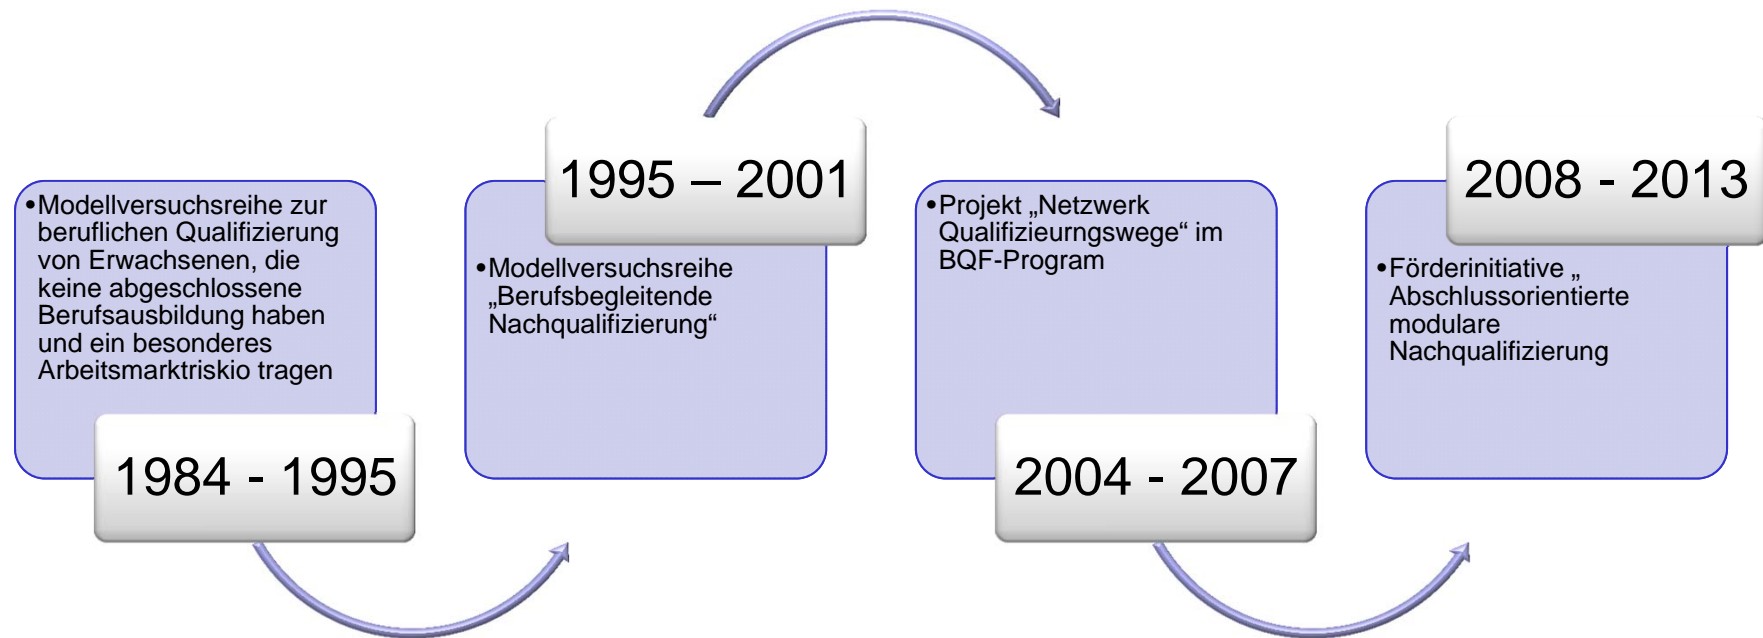 •Modellversuchsreihe zur
beruflichen Qualifizierung
von Erwachsenen, die
keine abgeschlossene
Berufsausbildung haben
und ein besonderes
Arbeitsmarktriskio tragen
1984 - 1995
1995 – 2001
•Modellversuchsreihe
„Berufsbegleitende
Nachqualifizierung“
•Projekt „Netzwerk
Qualifizieurngswege“ im
BQF-Program
2004 - 2007
2008 - 2013
•Förderinitiative „
Abschlussorientierte
modulare
Nachqualifizierung